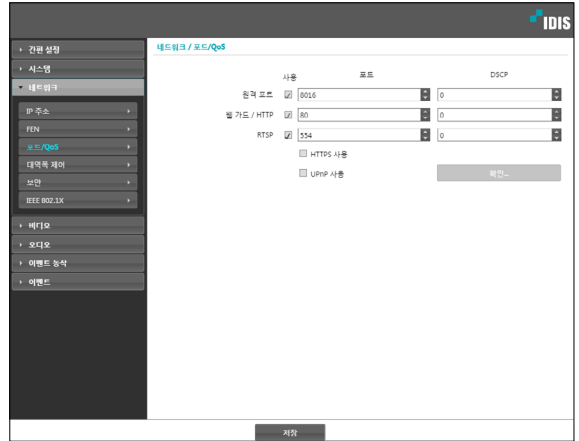 IDIS
간편 설정
시스템
네트워크
IP 주소
FEN
포트/QoS
대역폭 제어
보안
IEEE 802.1X
비디오
오디오
이벤트 동작
이벤트
네트워크 / 포트/QoS
사용 포트 DSCP
원격 포트 8016 0
웹 가드 / HTTP 80 0
RTSP 554 0
HTTPS 사용
UPnP 사용 확인...
저장